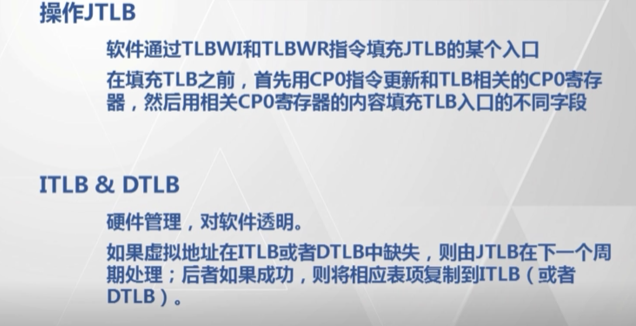 操作JTLB
软件通过TLBWI和TLBWR指令填充JTLB的某个入口
在填充TLB之前，首先用CP0指令更新和TLB相关的CP0寄存
器，然后用相关CP0寄存器的内容填充TLB入口的不同字段
ITLB & DTLB
硬件管理，对软件透明。
如果虚拟地址在ITLB或者DTLB中缺失，则由JTLB在下一个周
期处理；后者如果成功，则将相应表项复制到ITLB（或者
DTLB）。